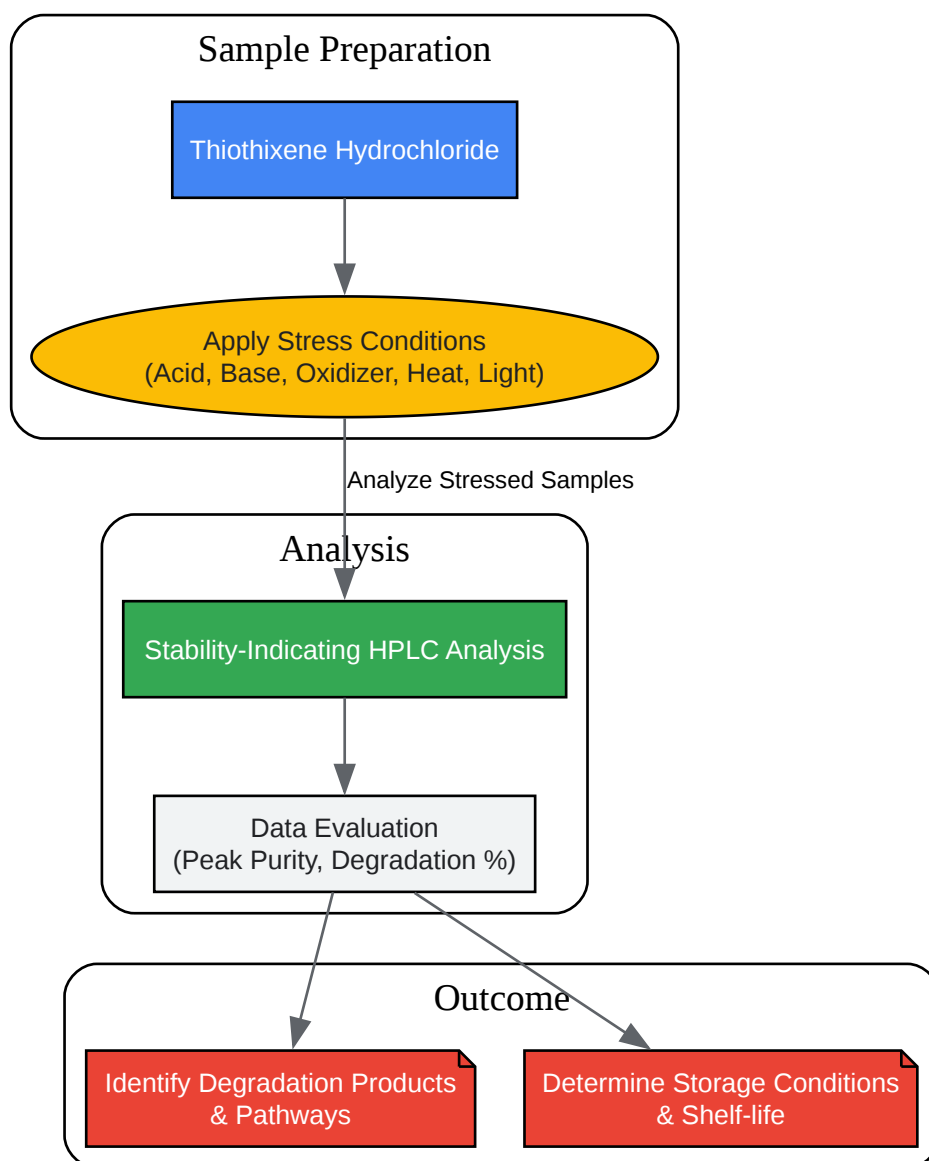 Sample Preparation
Thiothixene Hydrochloride
Apply Stress Conditions
(Acid, Base, Oxidizer, Heat, Light)
Analyze Stressed Samples
Analysis
Stability-Indicating HPLC Analysis
Data Evaluation
(Peak Purity, Degradation %)
Outcome
Identify Degradation Products
& Pathways
Determine Storage Conditions
& Shelf-life